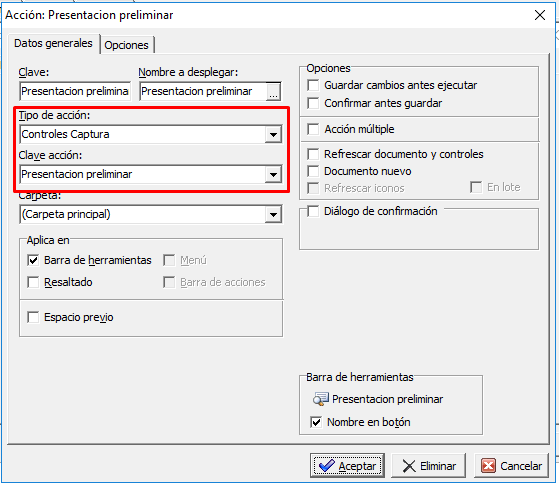 Acción: Presentacion preliminar
Datos generales
Opciones
Clave:
Nombre a desplegar:
Presentacion preliminar
Presentacion preliminar
...
Tipo de acción:
Controles Captura
Clave acción:
Presentacion preliminar
Carpeta:
(Carpeta principal)
Aplica en
Barra de herramientas
Menú
Resaltado
Barra de acciones
Espacio previo
Opciones
Guardar cambios antes ejecutar
Confirmar antes guardar
Acción múltiple
Refrescar documento y controles
Documento nuevo
Refrescar iconos
En lote
Diálogo de confirmación
Barra de herramientas
Presentacion preliminar
Nombre en botón
Aceptar
Eliminar
Cancelar